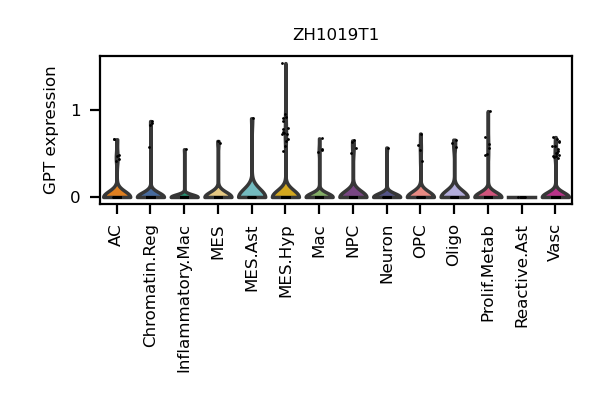 ZH1019T1
GPT expression
1
0
AC
Chromatin.Reg
Inflammatory.Mac
MES
MES.Ast
MES.Hyp
Mac
NPC
Neuron
OPC
Oligo
Prolif.Metab
Reactive.Ast
Vasc